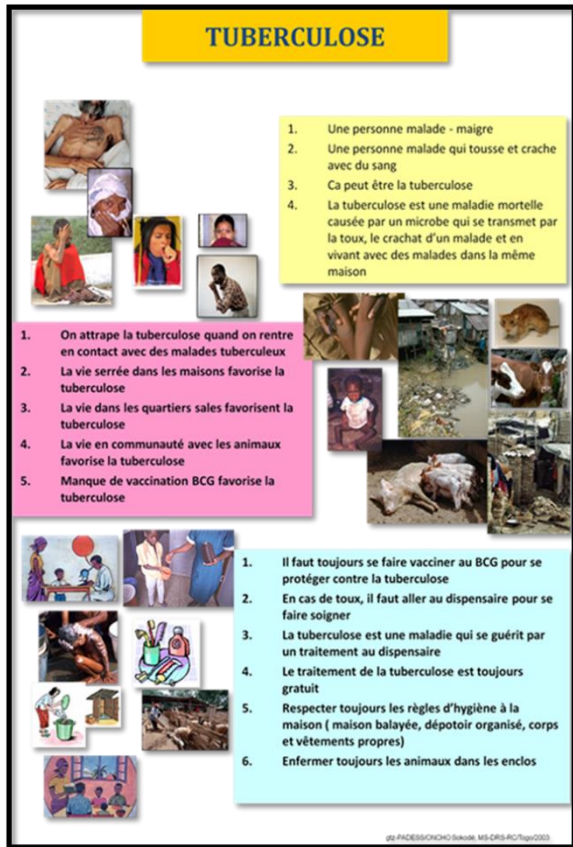 TUBERCULOSE
1. Une personne malade - maigre
2. Une personne malade qui tousse et crache
avec du sang
3. Ca peut être la tuberculose
4. La tuberculose est une maladie mortelle
causée par un microbe qui se transmet par
la toux, le crachat d'un malade et en
vivant avec des malades dans la même
maison
1. On attrape la tuberculose quand on rentre
en contact avec des malades tuberculeux
2. La vie serrée dans les maisons favorise la
tuberculose
3. La vie dans les quartiers sales favorisent la
tuberculose
4. La vie en communauté avec les animaux
favorise la tuberculose
5. Manque de vaccination BCG favorise la
tuberculose
1. Il faut toujours se faire vacciner au BCG pour se
protéger contre la tuberculose
2. En cas de toux, il faut aller au dispensaire pour se
faire soigner
3. La tuberculose est une maladie qui se guérit par
un traitement au dispensaire
4. Le traitement de la tuberculose est toujours
gratuit
5. Respecter toujours les règles d'hygiène à la
maison ( maison balayée, dépotoir organisé, corps
et vêtements propres)
6. Enfermer toujours les animaux dans les enclos
gtz-PADESS/ONCHO Sokodé, MS-DRS-RC/Togo/2003